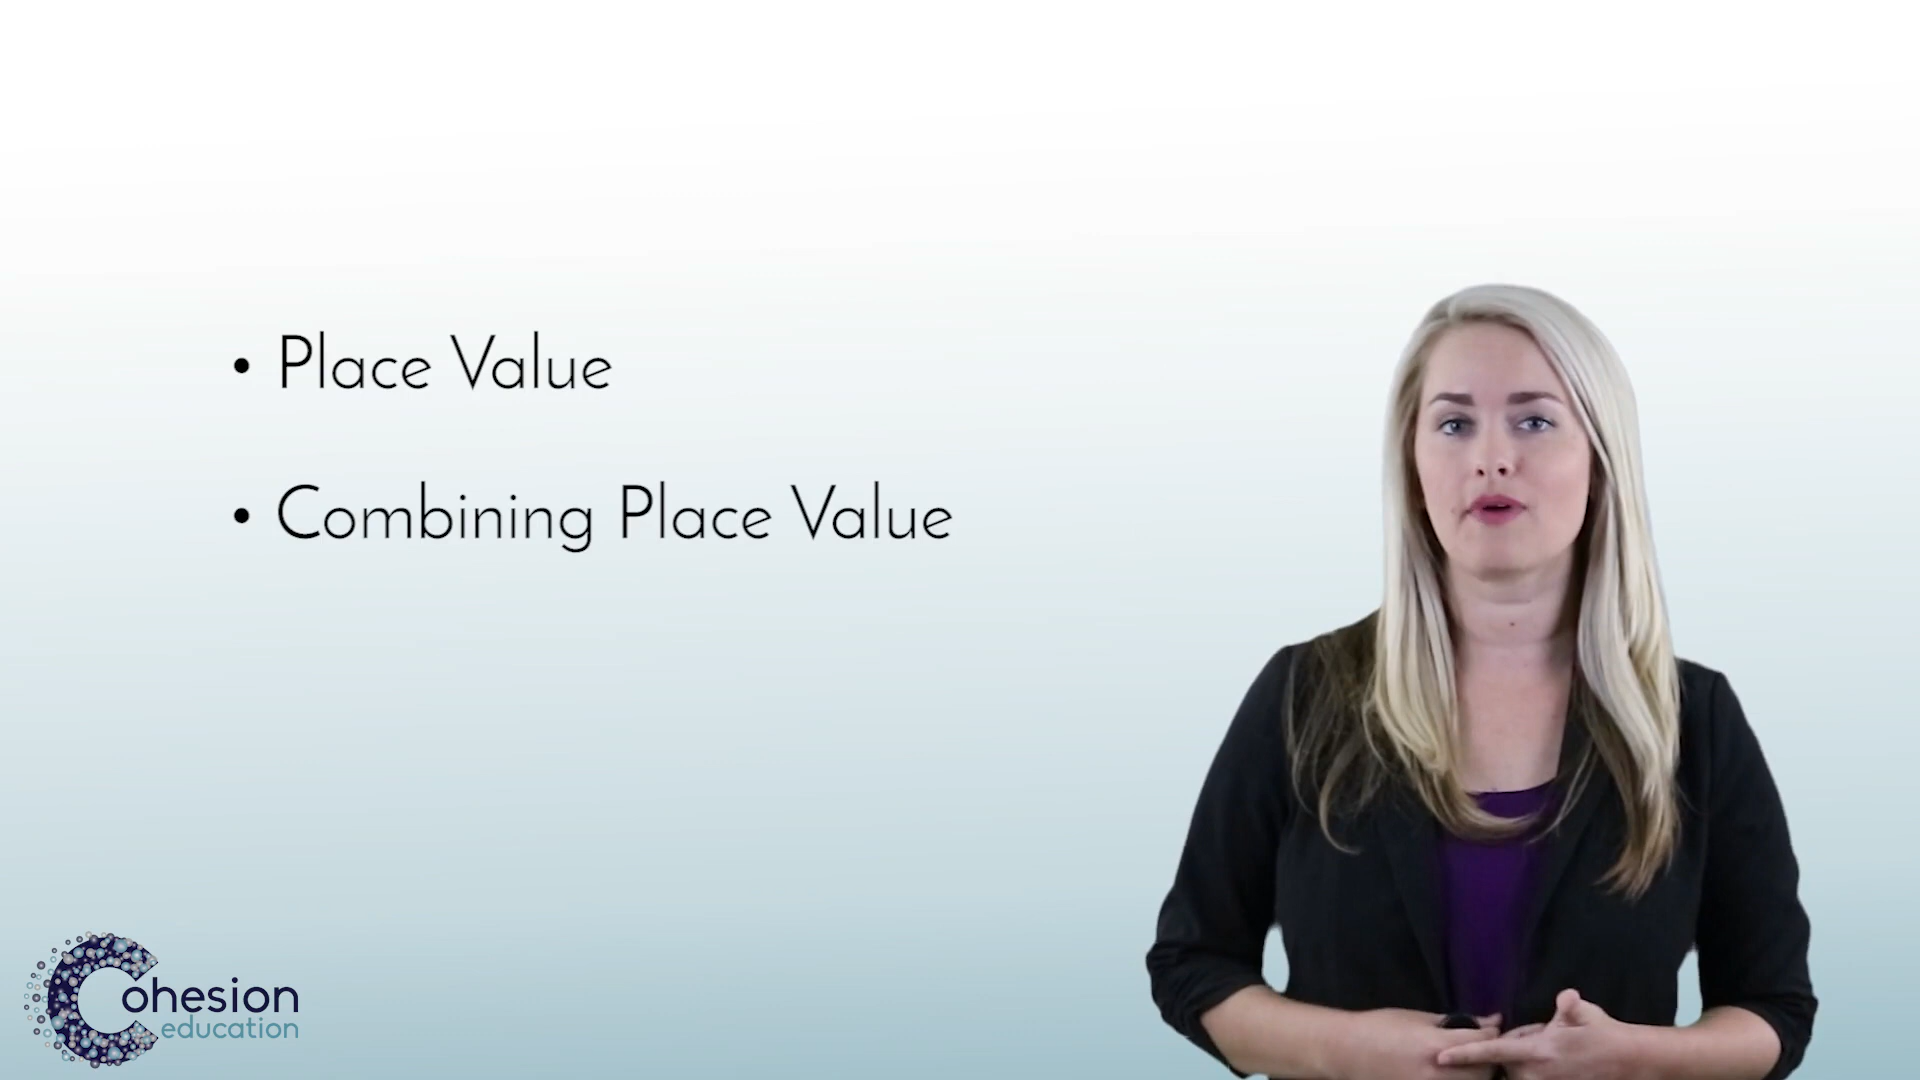 • Place Value
• Combining Place Value
Cohesion
education